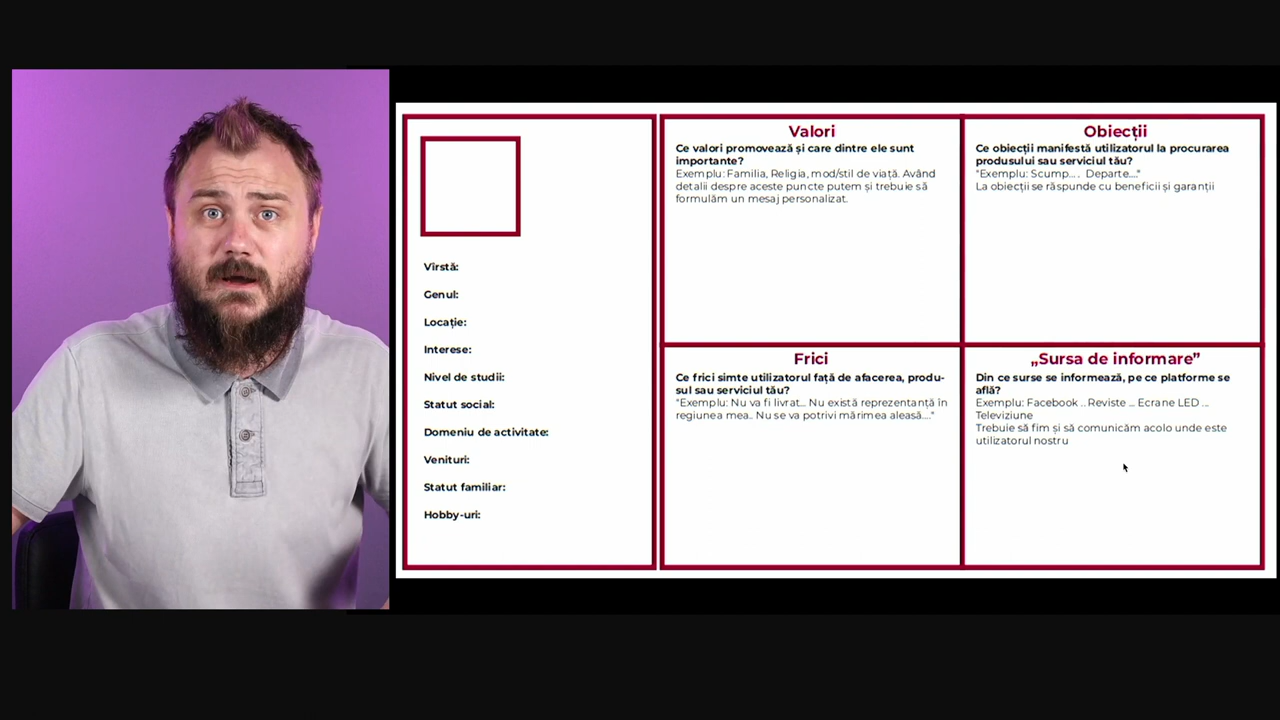 Vîrstă:
Genul:
Locație:
Interese:
Nivel de studii:
Statut social:
Domeniu de activitate:
Venituri:
Statut familiar:
Hobby-uri:
Valori
Ce valori promovează și care dintre ele sunt
importante?
Exemplu: Familia, Religia, mod/stil de viață. Având
detalii despre aceste puncte putem și trebuie să
formulăm un mesaj personalizat.
Obiecții
Ce obiecții manifestă utilizatorul la procurarea
produsului sau serviciul tău?
"Exemplu: Scump... . Departe...."
La obiecții se răspunde cu beneficii și garanții
Frici
Ce frici simte utilizatorul față de afacerea, produ-
sul sau serviciul tău?
"Exemplu: Nu va fi livrat... Nu există reprezentanță în
regiunea mea.. Nu se va potrivi mărimea aleasă...."
„Sursa de informare”
Din ce surse se informează, pe ce platforme se
află?
Exemplu: Facebook .. Reviste ... Ecrane LED ...
Televiziune
Trebuie să fim și să comunicăm acolo unde este
utilizatorul nostru